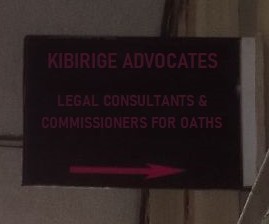 KIBIRIGE ADVOCATES
LEGAL CONSULTANTS &
COMMISSIONERS FOR OATHS